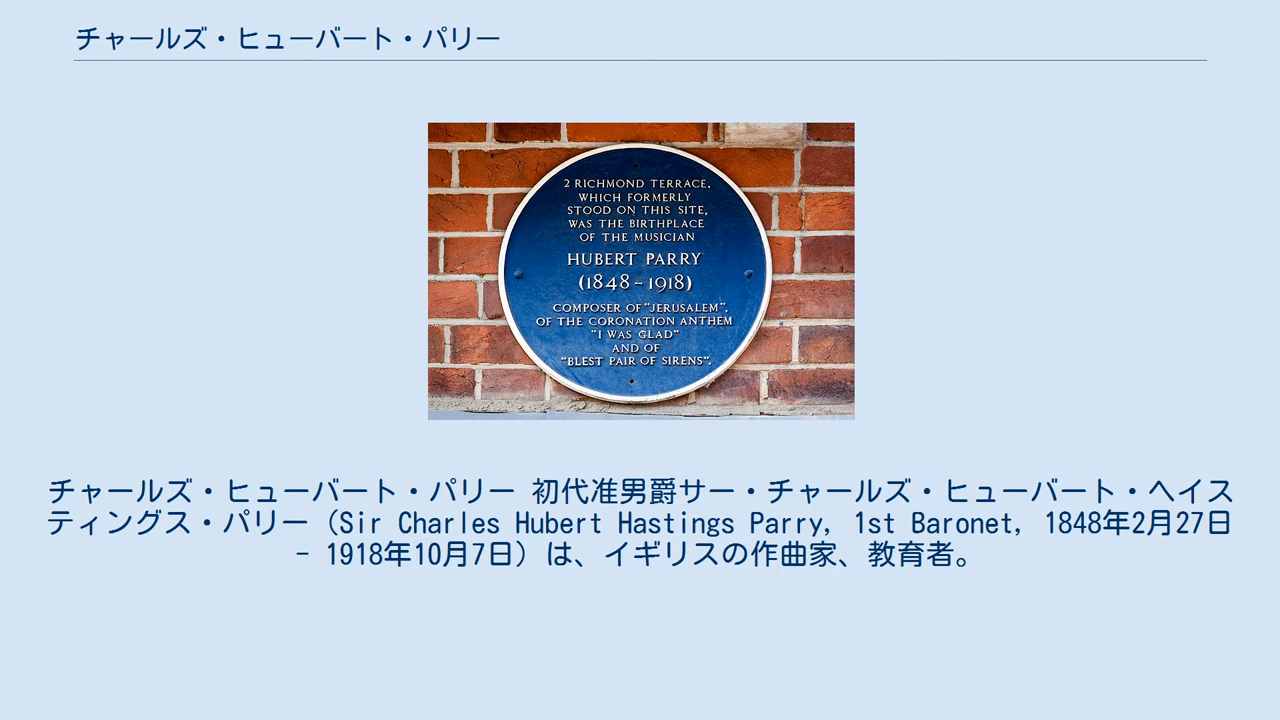 チャールズ・ヒューバート・パリー
2 RICHMOND TERRACE,
WHICH FORMERLY
STOOD ON THIS SITE,
WAS THE BIRTHPLACE
OF THE MUSICIAN
HUBERT PARRY
(1848-1918)
COMPOSER OF "JERUSALEM",
OF THE CORONATION ANTHEM
"I WAS GLAD"
AND OF
"BLEST PAIR OF SIRENS".
チャールズ・ヒューバート・パリー 初代准男爵サー・チャールズ・ヒューバート・ヘイス
ティングス・パリー（Sir Charles Hubert Hastings Parry, 1st Baronet, 1848年2月27日
- 1918年10月7日）は、イギリスの作曲家、教育者。